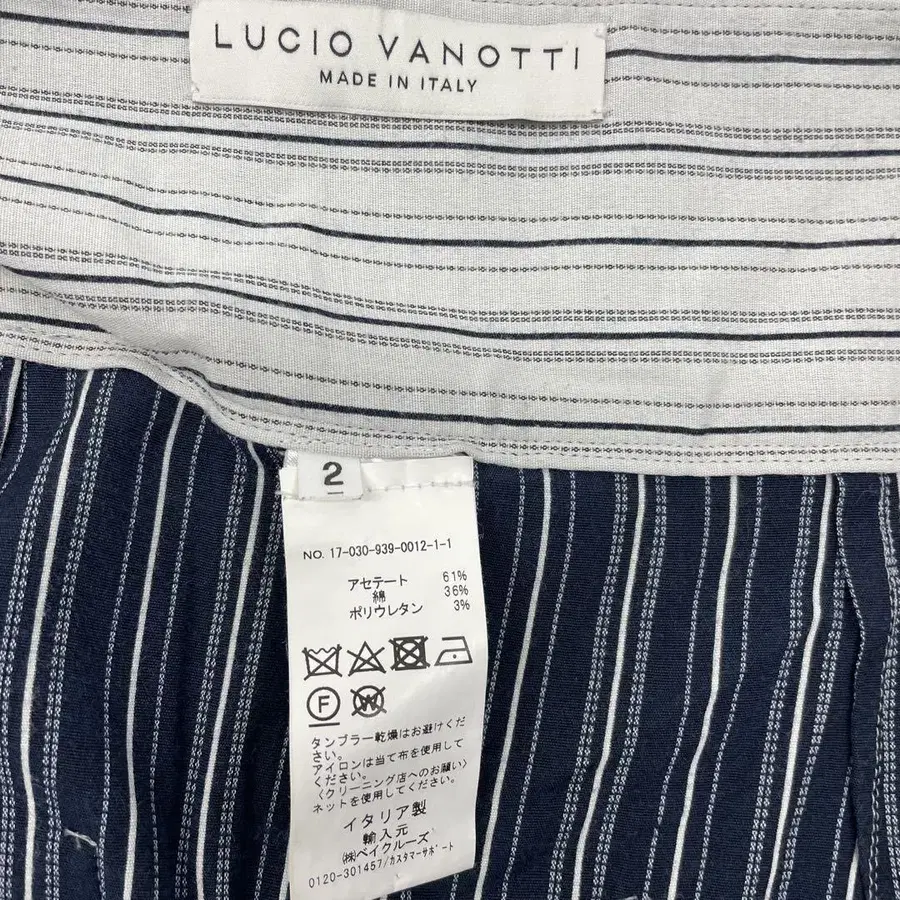 LUCIO VANOTTI
MADE IN ITALY
2
NO. 17-030-939-0012-1-1
アセテート 61%
綿 36%
ポリウレタン 3%
F W
タンブラー乾燥はお避けくだ
さい。
アイロンは当て布を使用して
ください。
〈クリーニング店へのお願い〉
ネットを使用してください。
イタリア製
輸入元
㈱ベイクルーズ
0120-301457/カスタマーサポート